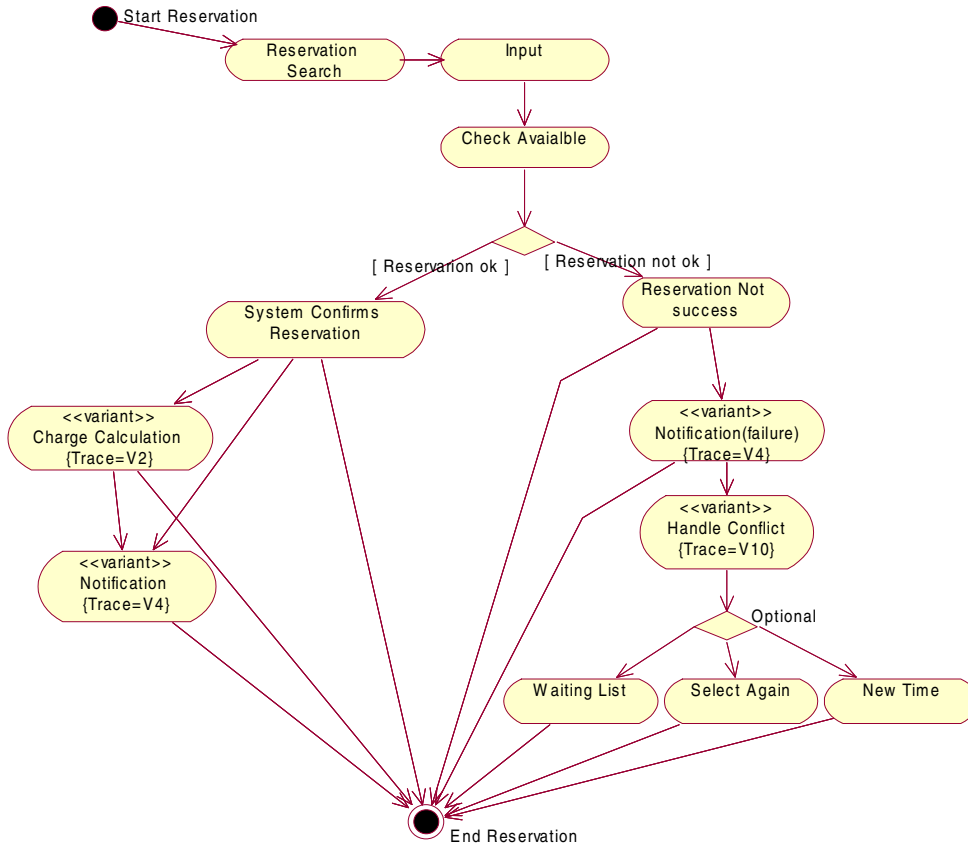 Start Reservation
Reservation
Search
Input
Check Avaialble
[ Reservarion ok ]
[ Reservation not ok ]
System Confirms
Reservation
Reservation Not
success
<<variant>>
Charge Calculation
{Trace=V2}
<<variant>>
Notification(failure)
{Trace=V4}
<<variant>>
Handle Conflict
{Trace=V10}
<<variant>>
Notification
{Trace=V4}
Optional
Waiting List
Select Again
New Time
End Reservation